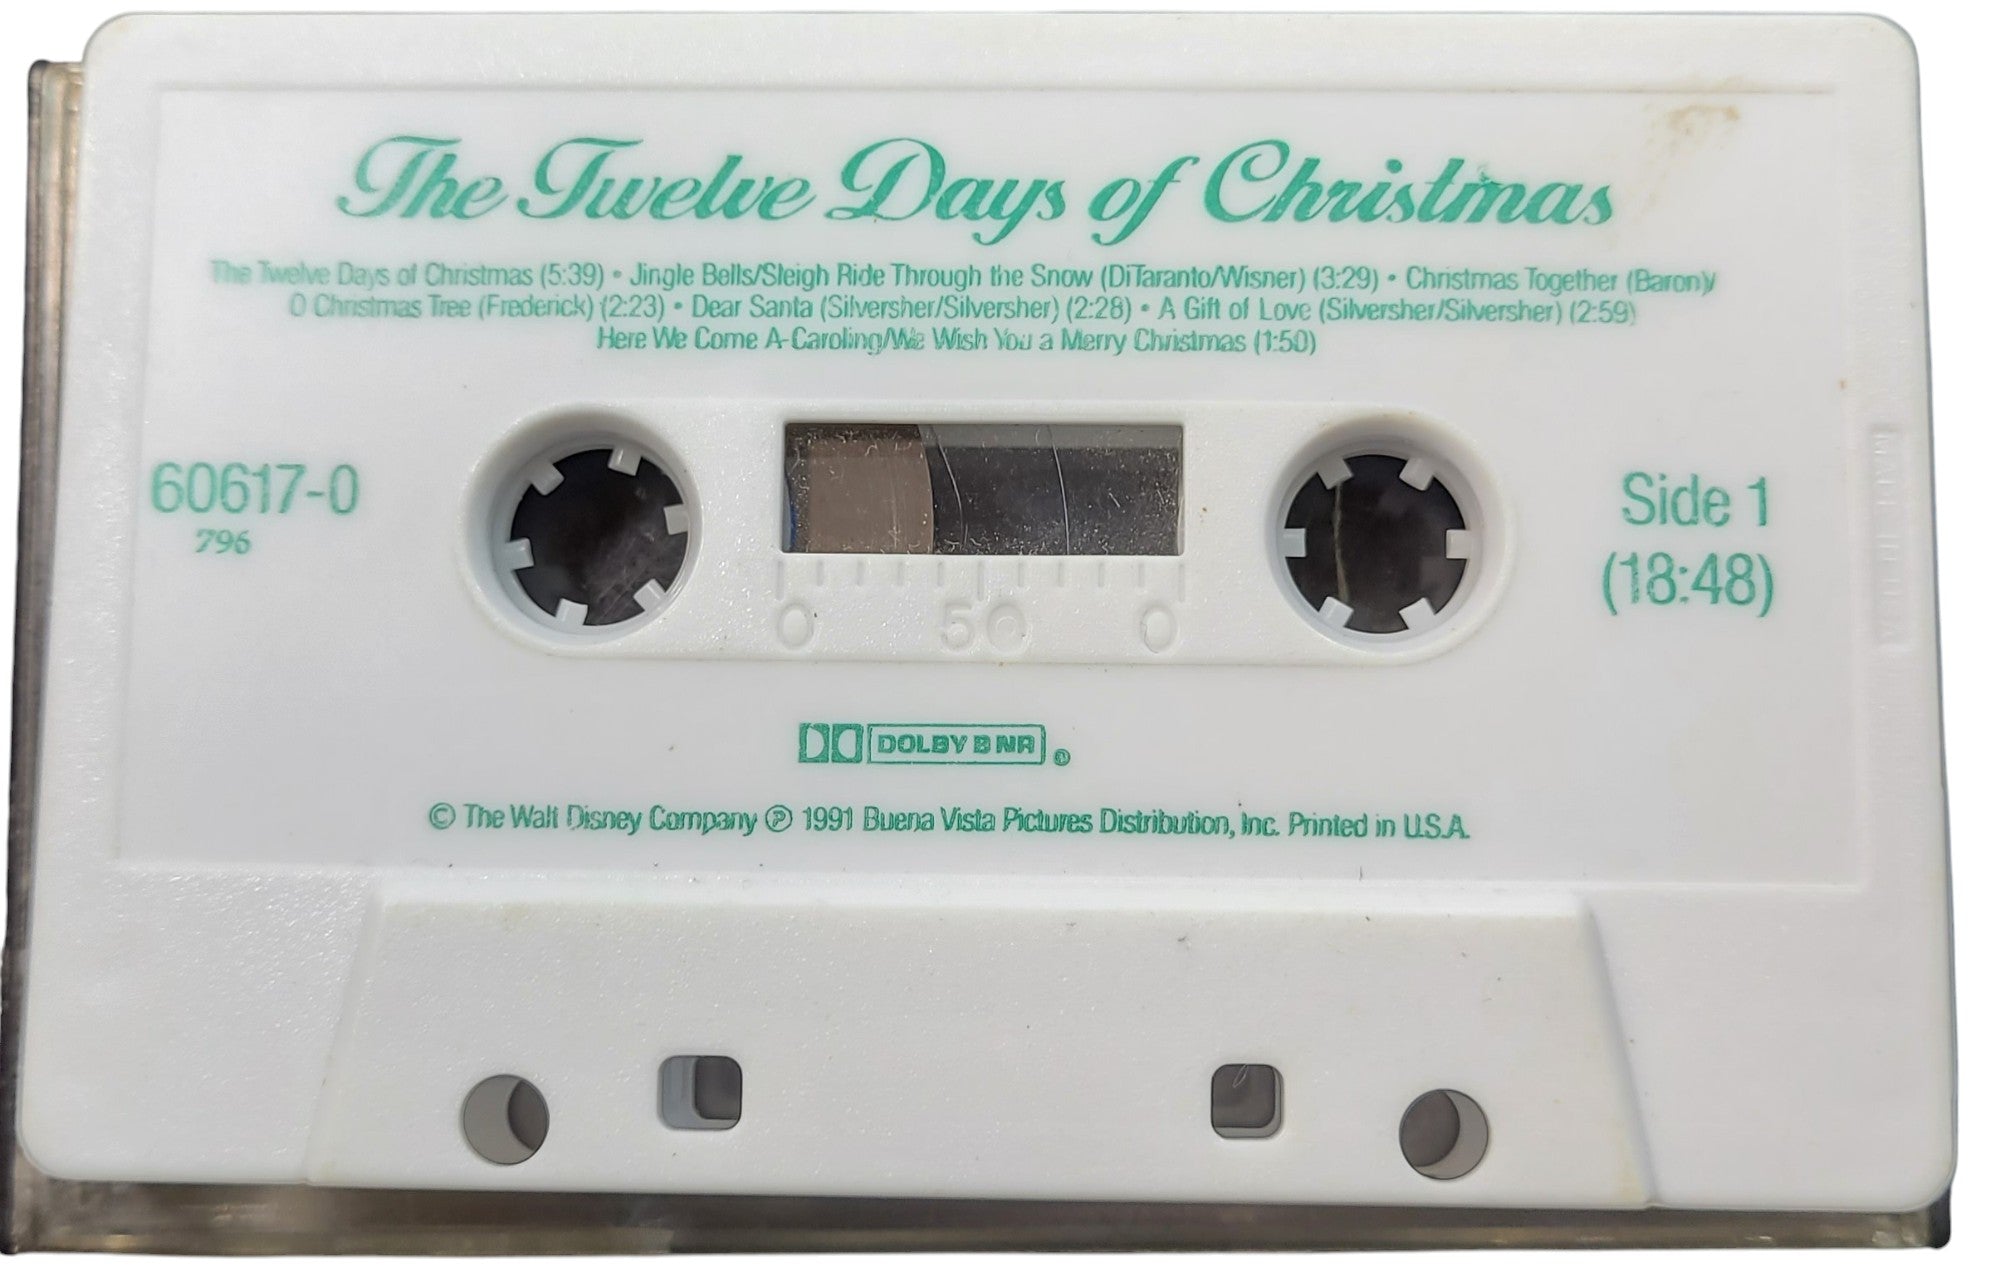 The Twelve Days of Christmas
The Twelve Days of Christmas (5:39) • Jingle Bells/Sleigh Ride Through the Snow (DiTaranto/Wisner) (3:29) • Christmas Together (Baron)/
O Christmas Tree (Frederick) (2:23) • Dear Santa (Silversher/Silversher) (2:28) • A Gift of Love (Silversher/Silversher) (2:59)
Here We Come A-Caroling/We Wish You a Merry Christmas (1:50)
60617-0
796
Side 1
(18:48)
0 50 0
DOLBY B NR ®
© The Walt Disney Company ℗ 1991 Buena Vista Pictures Distribution, Inc. Printed in U.S.A.
MADE IN U.S.A.